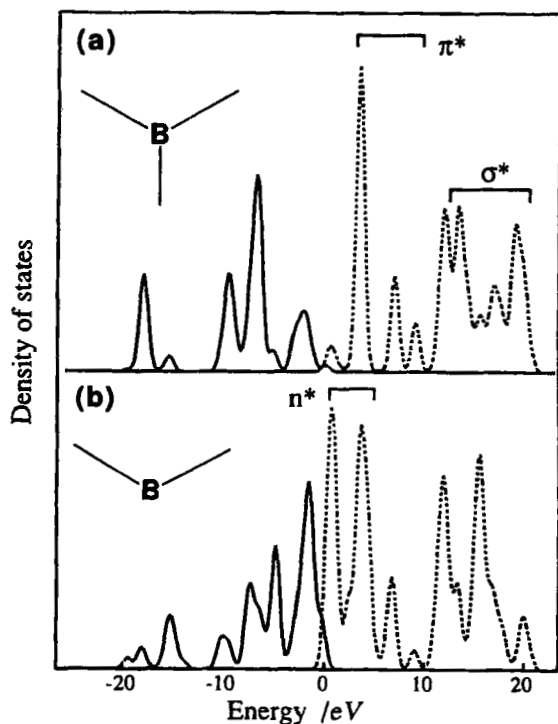 (a)
π*
B
σ*
Density of states
(b)
n*
B
-20 -10 0 10 20
Energy /eV